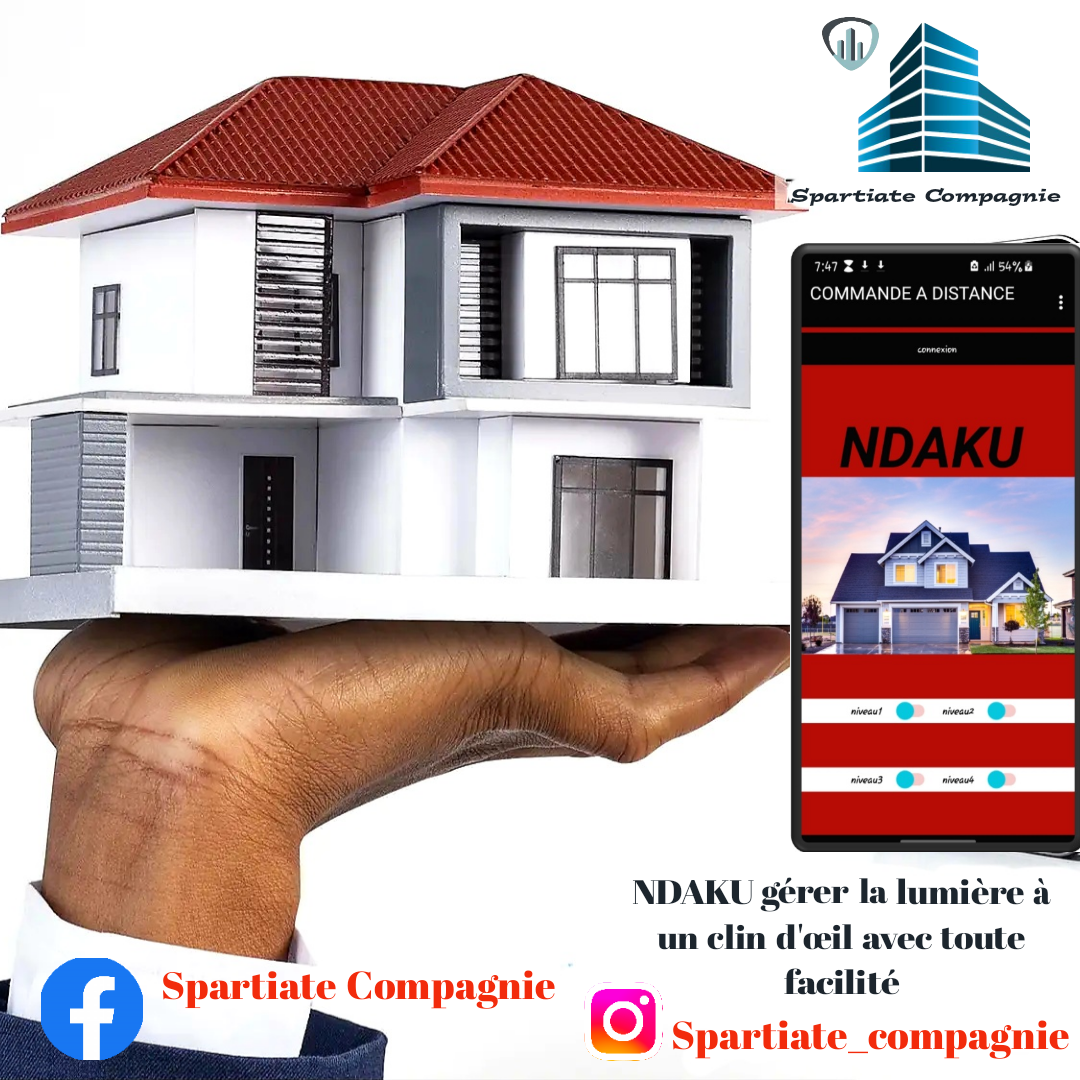 Spartiate Compagnie
7:47
54%
COMMANDE A DISTANCE
connexion
NDAKU
niveau1 niveau2
niveau3 niveau4
NDAKU gérer la lumière à
un clin d'œil avec toute
facilité
Spartiate Compagnie
Spartiate_compagnie